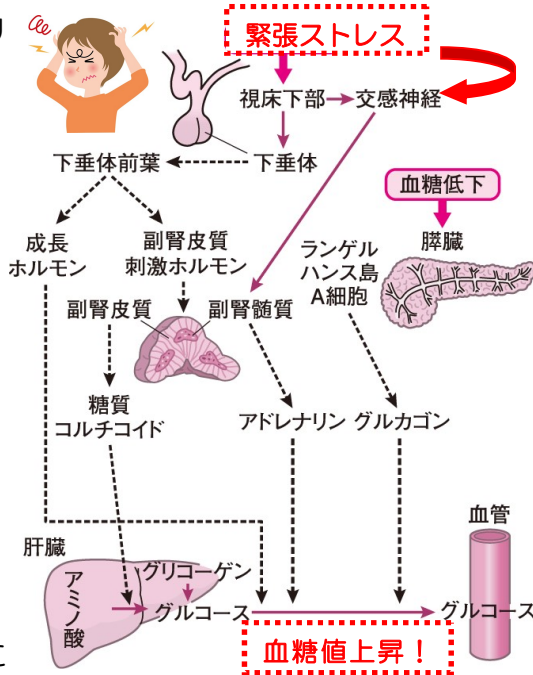 緊張ストレス
視床下部
交感神経
下垂体前葉
下垂体
血糖低下
膵臓
成長
ホルモン
副腎皮質
刺激ホルモン
ランゲル
ハンス島
A細胞
副腎皮質
副腎髄質
糖質
コルチコイド
アドレナリン
グルカゴン
血管
肝臓
アミノ酸
グリコーゲン
グルコース
グルコース
血糖値上昇！
に